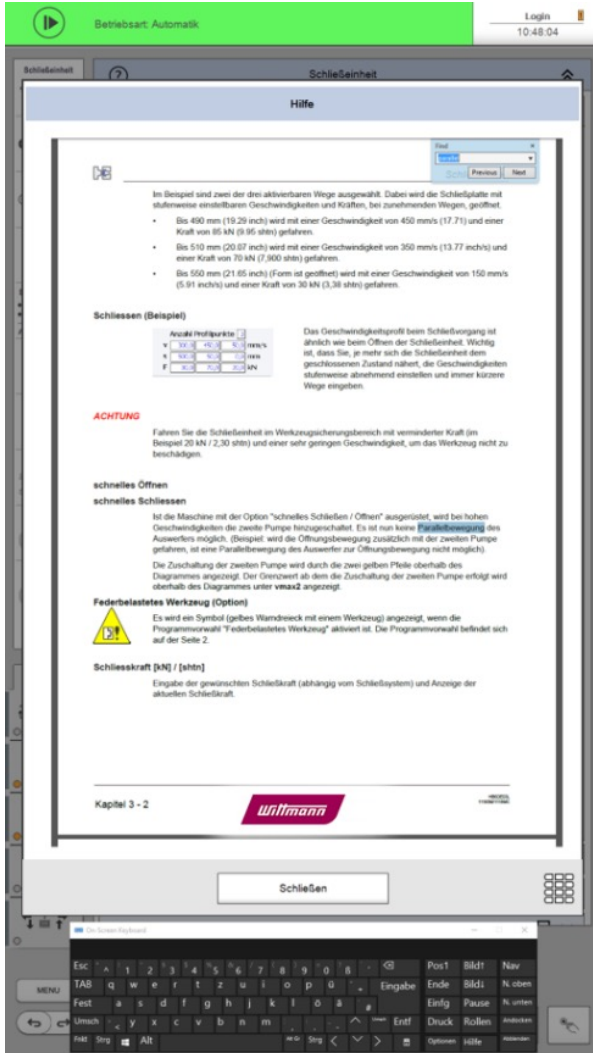 Betriebsart: Automatik
Login
10:48:04
Schließeinheit
Schließeinheit
Hilfe
Find
Previous Next
Im Beispiel sind zwei der drei aktivierbaren Wege ausgewählt. Dabei wird die Schließplatte mit
stufenweise einstellbaren Geschwindigkeiten und Kräften, bei zunehmenden Wegen, geöffnet.
• Bis 490 mm (19.29 inch) wird mit einer Geschwindigkeit von 450 mm/s (17.71) und einer
Kraft von 85 kN (9.95 shtn) gefahren.
• Bis 510 mm (20.07 inch) wird mit einer Geschwindigkeit von 350 mm/s (13.77 inch/s) und
einer Kraft von 70 kN (7,900 shtn) gefahren.
• Bis 550 mm (21.65 inch) (Form ist geöffnet) wird mit einer Geschwindigkeit von 150 mm/s
(5.91 inch/s) und einer Kraft von 30 kN (3,38 shtn) gefahren.
Schliessen (Beispiel)
Anzahl Profilpunkte
v mm/s
s mm
F kN
Das Geschwindigkeitsprofil beim Schließvorgang ist
ähnlich wie beim Öffnen der Schließeinheit. Wichtig
ist, dass Sie, je mehr sich die Schließeinheit dem
geschlossenen Zustand nähert, die Geschwindigkeiten
stufenweise abnehmend einstellen und immer kürzere
Wege eingeben.
ACHTUNG
Fahren Sie die Schließeinheit im Werkzeugsicherungsbereich mit verminderter Kraft (im
Beispiel 20 kN / 2,30 shtn) und einer sehr geringen Geschwindigkeit, um das Werkzeug nicht zu
beschädigen.
schnelles Öffnen
schnelles Schliessen
Ist die Maschine mit der Option "schnelles Schließen / Öffnen" ausgerüstet, wird bei hohen
Geschwindigkeiten die zweite Pumpe hinzugeschaltet. Es ist nun keine Parallelbewegung des
Auswerfers möglich. (Beispiel: wird die Öffnungsbewegung zusätzlich mit der zweiten Pumpe
gefahren, ist eine Parallelbewegung des Auswerfer zur Öffnungsbewegung nicht möglich).
Die Zuschaltung der zweiten Pumpe wird durch die zwei gelben Pfeile oberhalb des
Diagrammes angezeigt. Der Grenzwert ab dem die Zuschaltung der zweiten Pumpe erfolgt wird
oberhalb des Diagrammes unter vmax2 angezeigt.
Federbelastetes Werkzeug (Option)
Es wird ein Symbol (gelbes Warndreieck mit einem Werkzeug) angezeigt, wenn die
Programmvorwahl "Federbelastetes Werkzeug" aktiviert ist. Die Programmvorwahl befindet sich
auf der Seite 2.
Schliesskraft [kN] / [shtn]
Eingabe der gewünschten Schließkraft (abhängig vom Schließsystem) und Anzeige der
aktuellen Schließkraft.
Kapitel 3 - 2
Wittmann
Schließen
On-Screen Keyboard
Esc ^ 1 2 3 4 5 6 7 8 9 0 ß ´ Pos1 Bild↑ Nav
TAB q w e r t z u i o p ü + Eingabe Ende Bild↓ N. oben
Fest a s d f g h j k l ö ä # Einfg Pause N. unten
Umsch < y x c v b n m , . - ^ Entf Druck Rollen Andocken
Fnkt Strg Alt Alt Gr Strg < > Optionen Hilfe Ausblenden
MENU